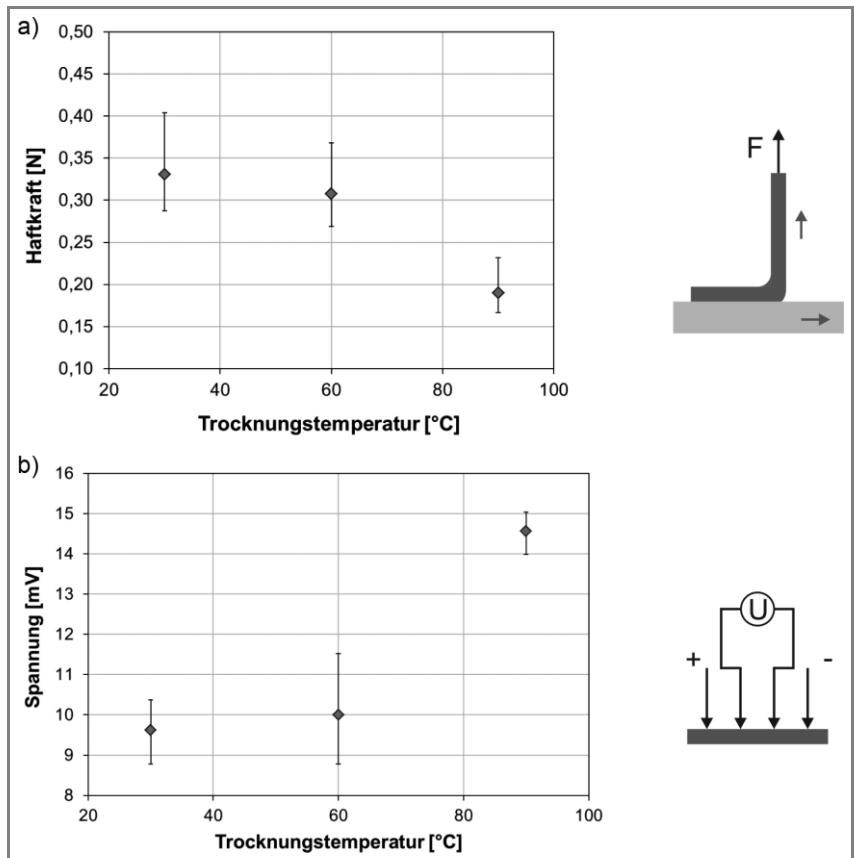 a)
0,50
0,45
0,40
0,35
0,30
0,25
0,20
0,15
0,10
Haftkraft [N]
20 40 60 80 100
Trocknungstemperatur [°C]
F
b)
16
15
14
13
12
11
10
9
8
Spannung [mV]
20 40 60 80 100
Trocknungstemperatur [°C]
U
+ -